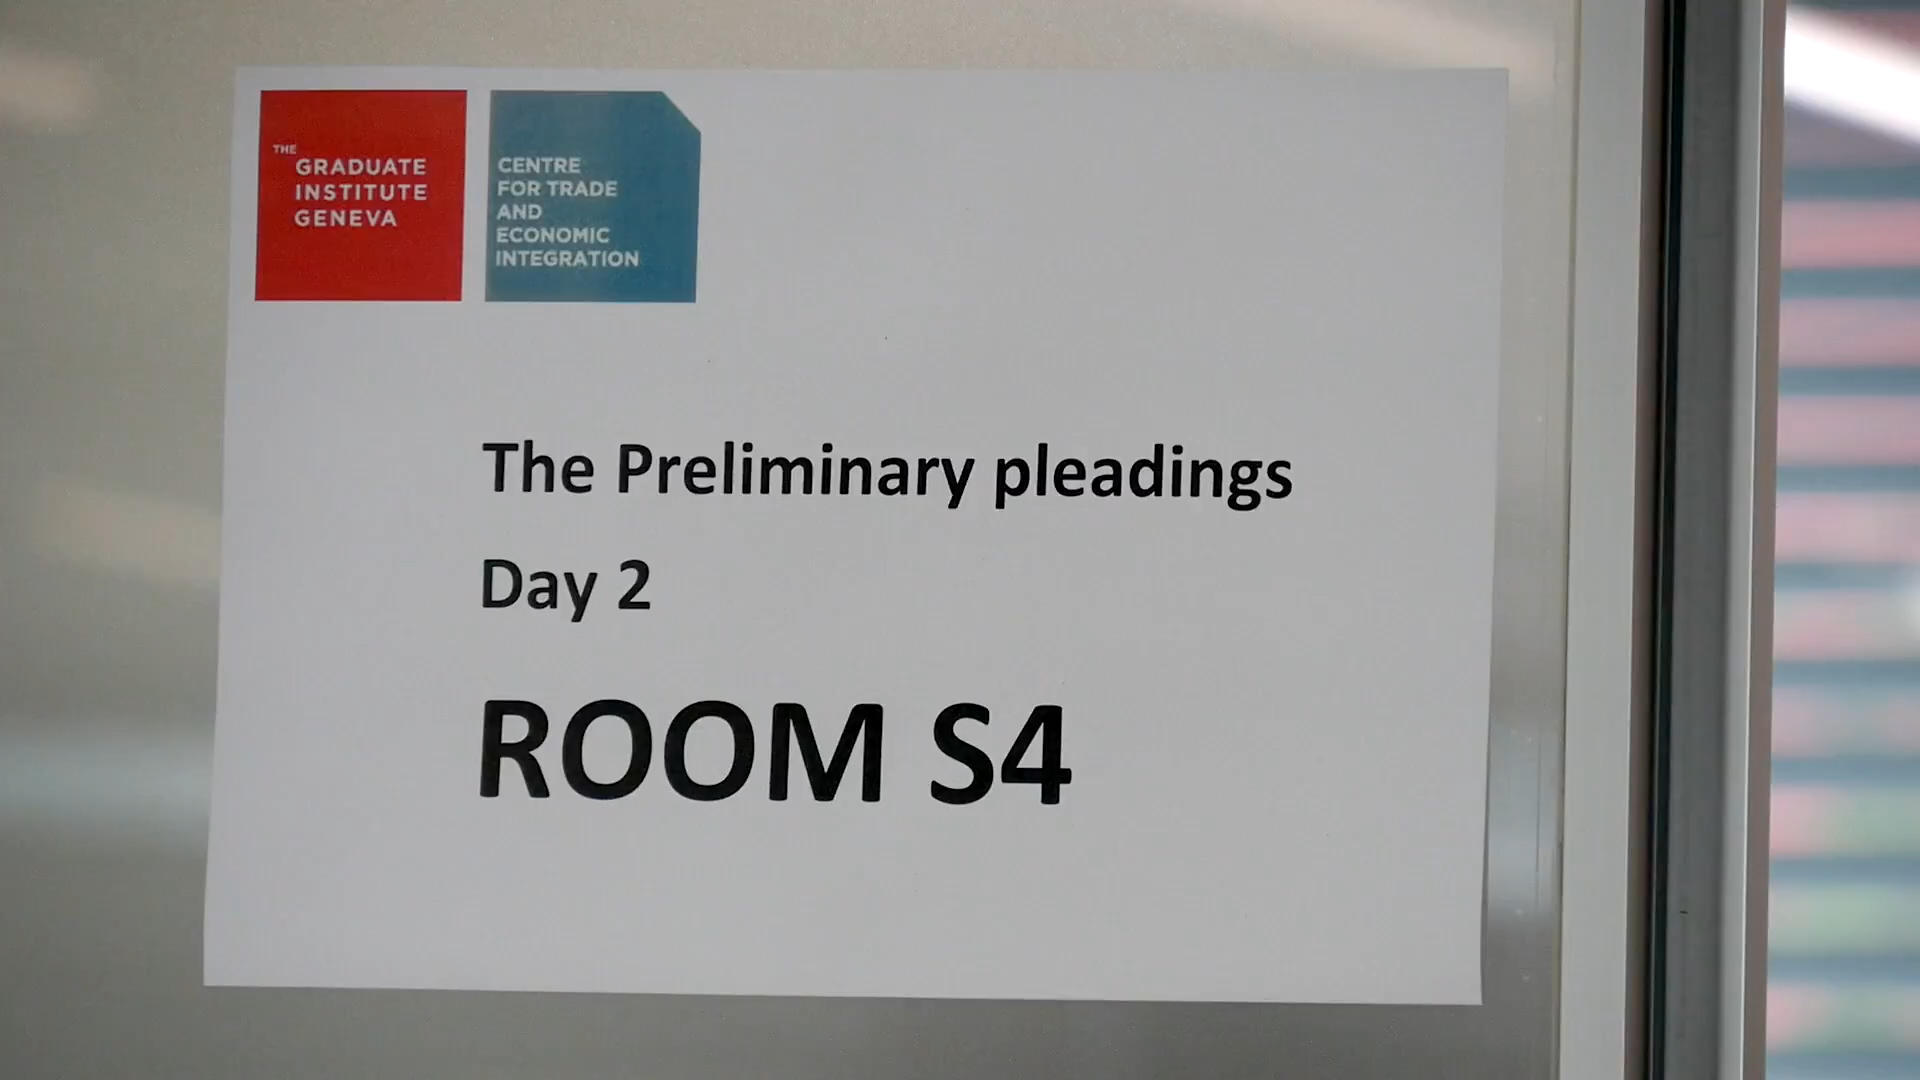 THE
GRADUATE
INSTITUTE
GENEVA
CENTRE
FOR TRADE
AND
ECONOMIC
INTEGRATION
The Preliminary pleadings
Day 2
ROOM S4